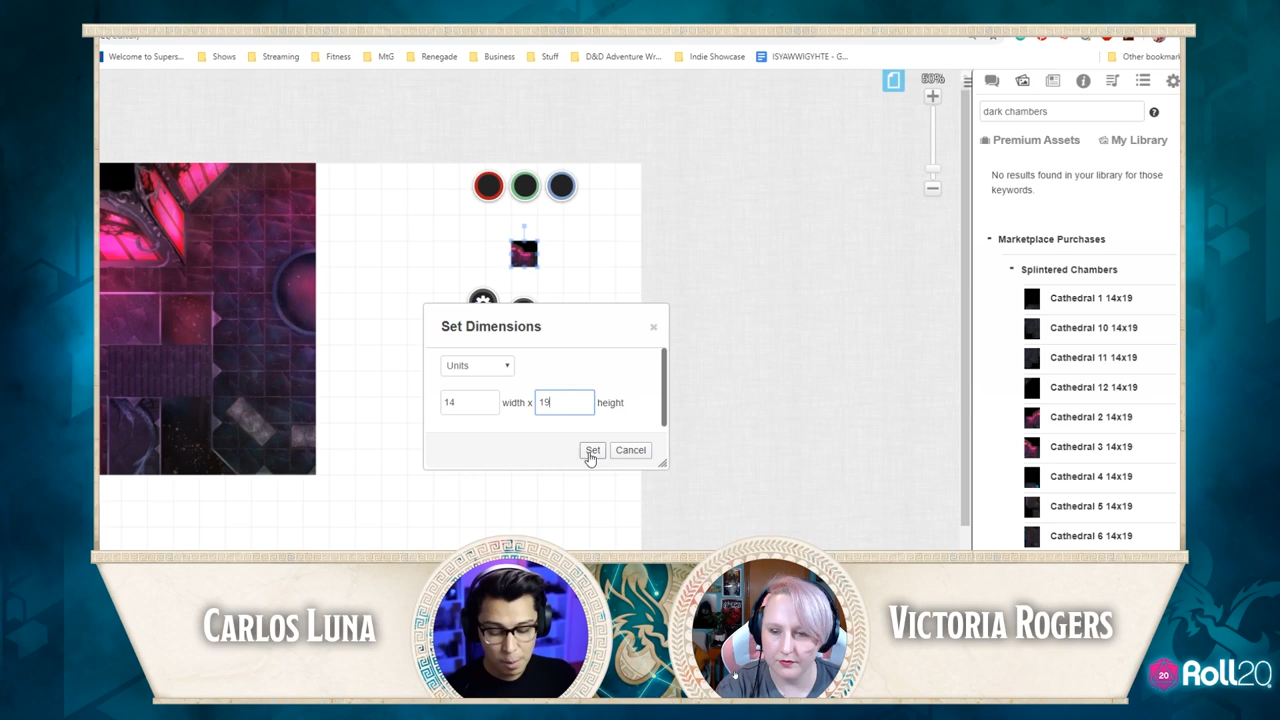 Welcome to Supers...
Shows
Streaming
Fitness
MtG
Renegade
Business
Stuff
D&D Adventure Wr...
Indie Showcase
ISYAWWIGYHTE - G...
Other bookmark
60%
dark chambers
Premium Assets
My Library
No results found in your library for those
keywords.
Marketplace Purchases
Splintered Chambers
Cathedral 1 14x19
Cathedral 10 14x19
Cathedral 11 14x19
Cathedral 12 14x19
Cathedral 2 14x19
Cathedral 3 14x19
Cathedral 4 14x19
Cathedral 5 14x19
Cathedral 6 14x19
Set Dimensions
Units
14 width x 19 height
Set Cancel
CARLOS LUNA
VICTORIA ROGERS
20 Roll20